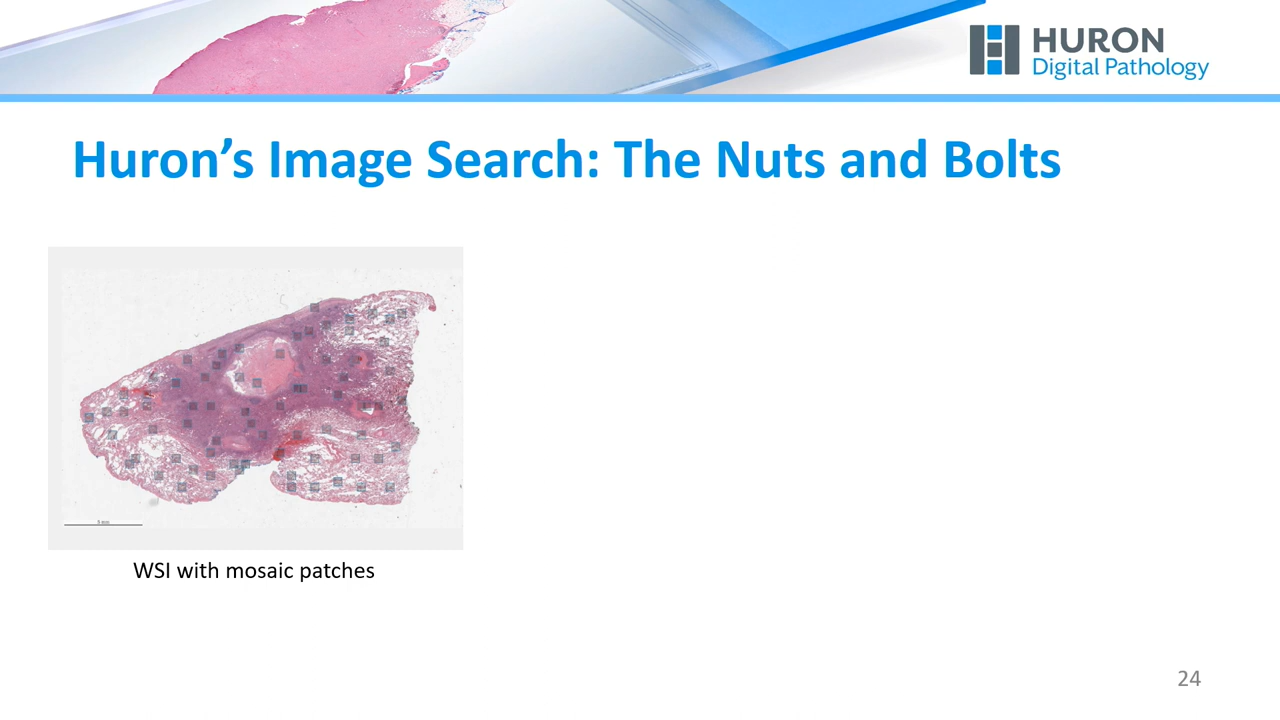 HURON
Digital Pathology
Huron’s Image Search: The Nuts and Bolts
WSI with mosaic patches
24